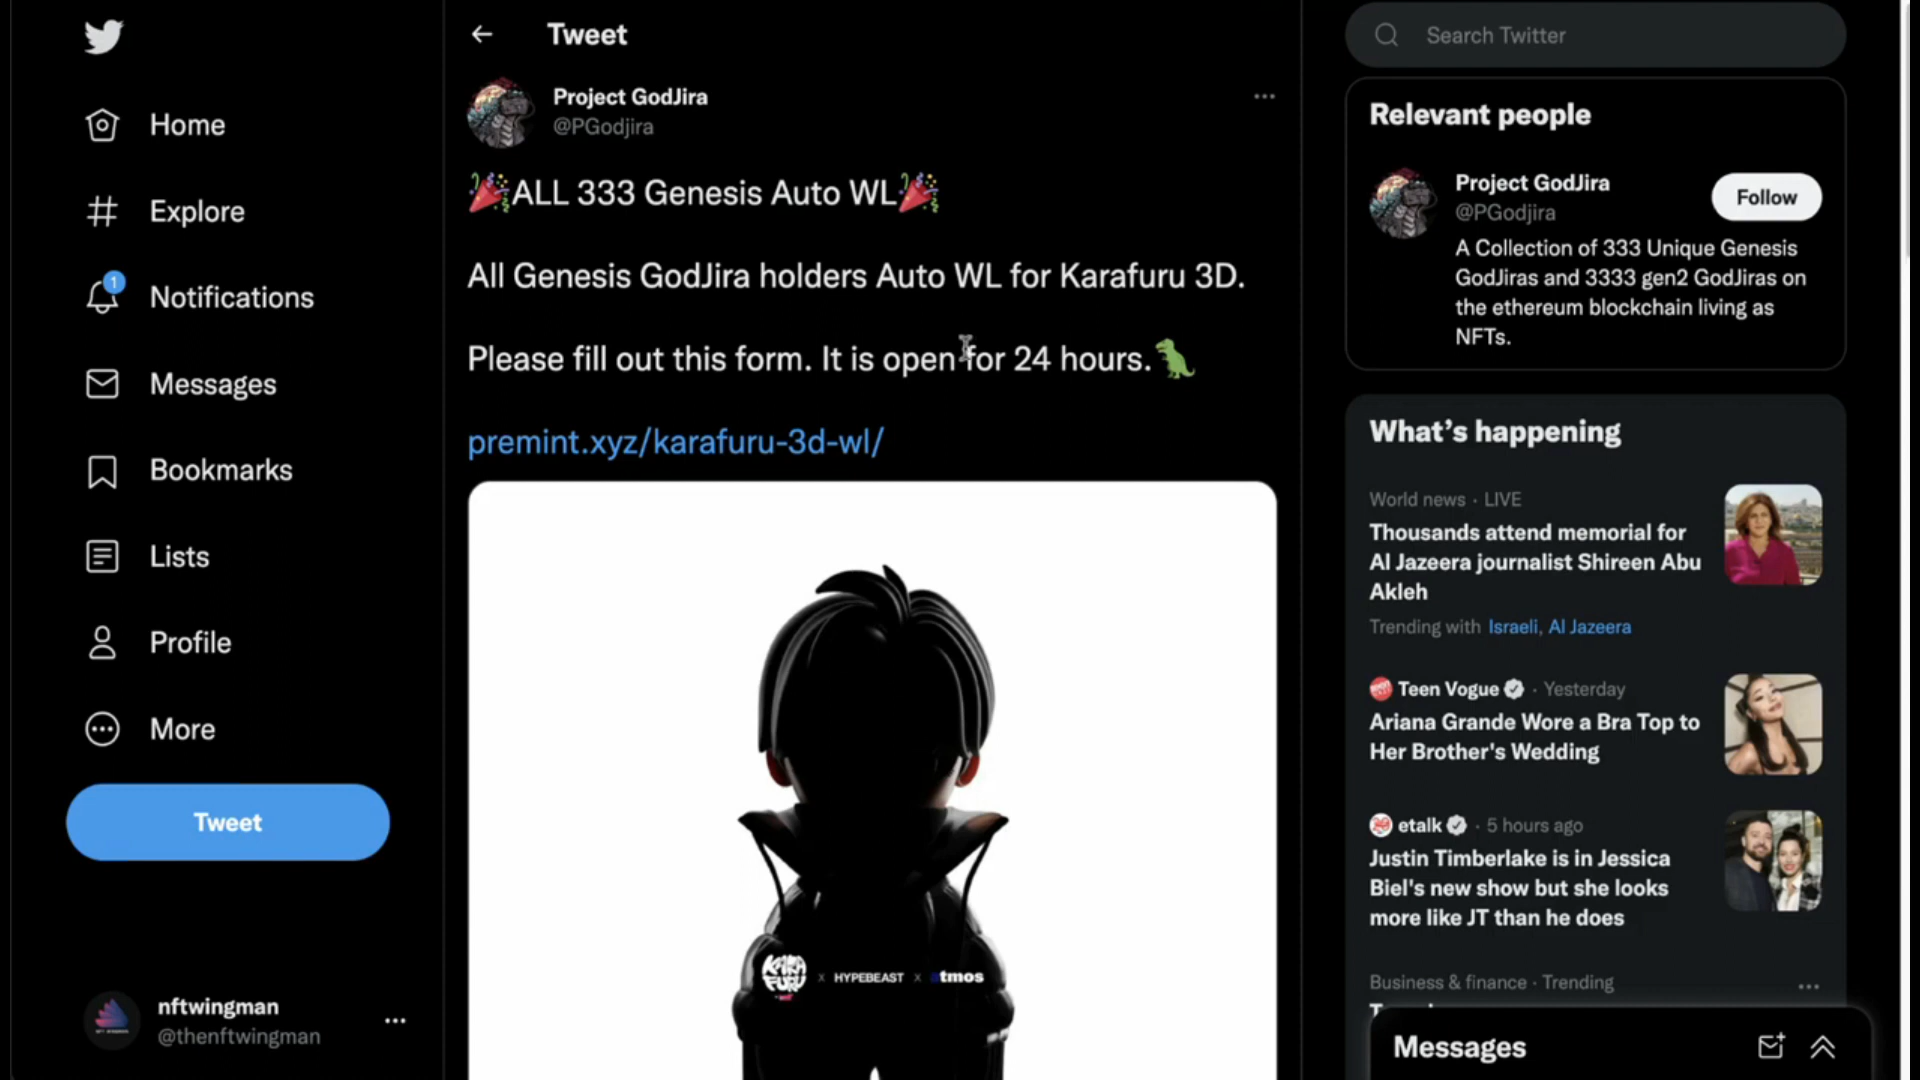 Home
Explore
1
Notifications
Messages
Bookmarks
Lists
Profile
More
Tweet
nftwingman
@thenftwingman
Tweet
Project GodJira
@PGodjira
ALL 333 Genesis Auto WL
All Genesis GodJira holders Auto WL for Karafuru 3D.
Please fill out this form. It is open for 24 hours.
premint.xyz/karafuru-3d-wl/
KARA FURU x HYPEBEAST x atmos
Search Twitter
Relevant people
Project GodJira
@PGodjira
Follow
A Collection of 333 Unique Genesis
GodJiras and 3333 gen2 GodJiras on
the ethereum blockchain living as
NFTs.
What's happening
World news · LIVE
Thousands attend memorial for
Al Jazeera journalist Shireen Abu
Akleh
Trending with Israeli, Al Jazeera
Teen Vogue · Yesterday
Ariana Grande Wore a Bra Top to
Her Brother's Wedding
etalk · 5 hours ago
Justin Timberlake is in Jessica
Biel's new show but she looks
more like JT than he does
Business & finance · Trending
Messages